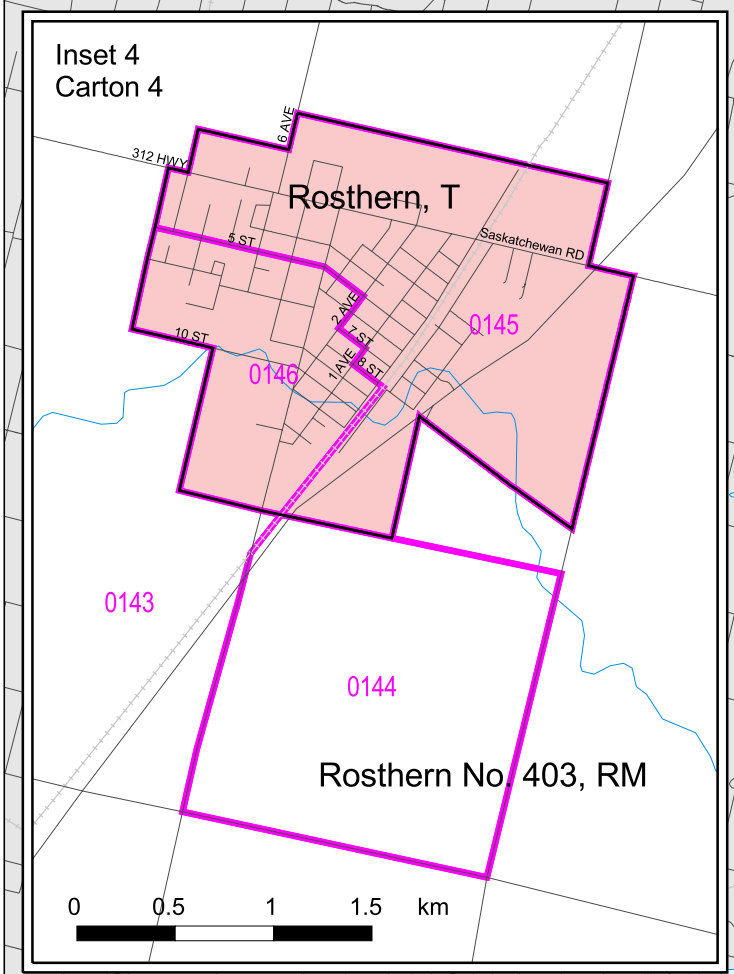 Inset 4
Carton 4
6 AVE
312 HWY
Rosthern, T
5 ST
Saskatchewan RD
2 AVE
0145
7 ST
10 ST
1 AVE
8 ST
0146
0143
0144
Rosthern No. 403, RM
0 0.5 1 1.5 km